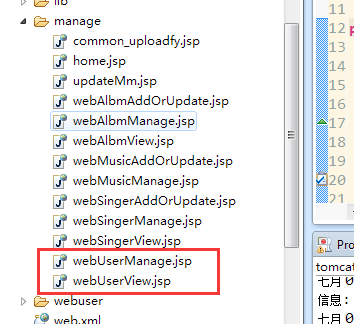 lib
manage
common_uploadfy.jsp
home.jsp
updateMm.jsp
webAlbmAddOrUpdate.jsp
webAlbmManage.jsp
webAlbmView.jsp
webMusicAddOrUpdate.jsp
webMusicManage.jsp
webSingerAddOrUpdate.jsp
webSingerManage.jsp
webSingerView.jsp
webUserManage.jsp
webUserView.jsp
webuser
web.xml
11
12
13
14
15
16
17
18
19
20
21
Pro
tomcat
七月 0
信息:
七月 0